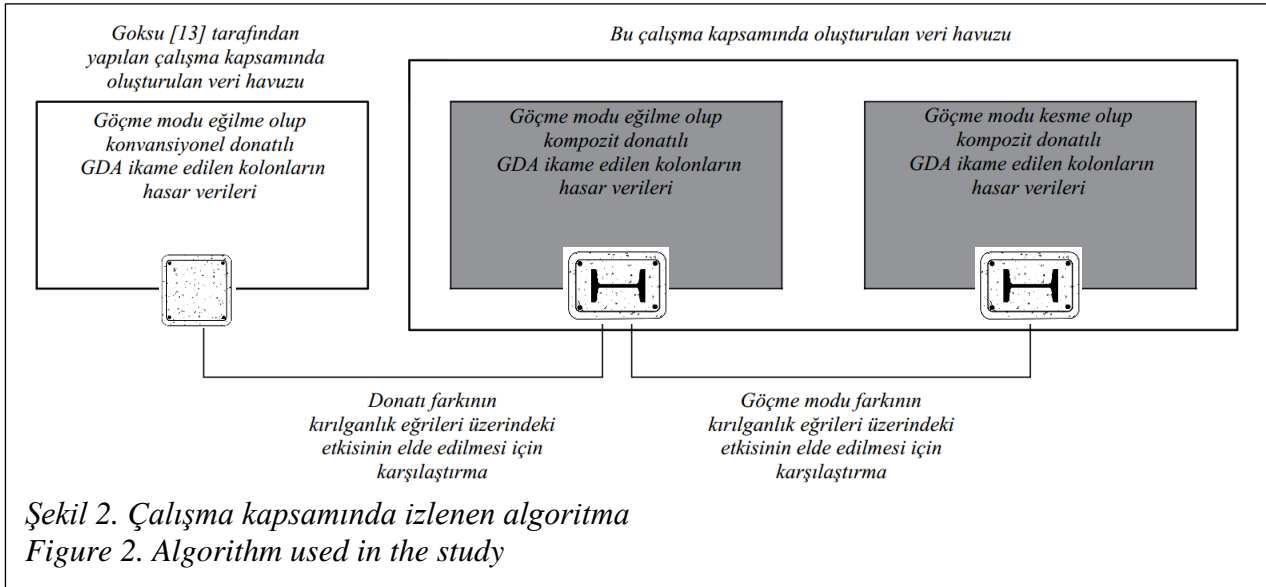 Goksu [13] tarafından
yapılan çalışma kapsamında
oluşturulan veri havuzu
Bu çalışma kapsamında oluşturulan veri havuzu
Göçme modu eğilme olup
konvansiyonel donatılı
GDA ikame edilen kolonların
hasar verileri
Göçme modu eğilme olup
kompozit donatılı
GDA ikame edilen kolonların
hasar verileri
Göçme modu kesme olup
kompozit donatılı
GDA ikame edilen kolonların
hasar verileri
Donatı farkının
kırılganlık eğrileri üzerindeki
etkisinin elde edilmesi için
karşılaştırma
Göçme modu farkının
kırılganlık eğrileri üzerindeki
etkisinin elde edilmesi için
karşılaştırma
Şekil 2. Çalışma kapsamında izlenen algoritma
Figure 2. Algorithm used in the study